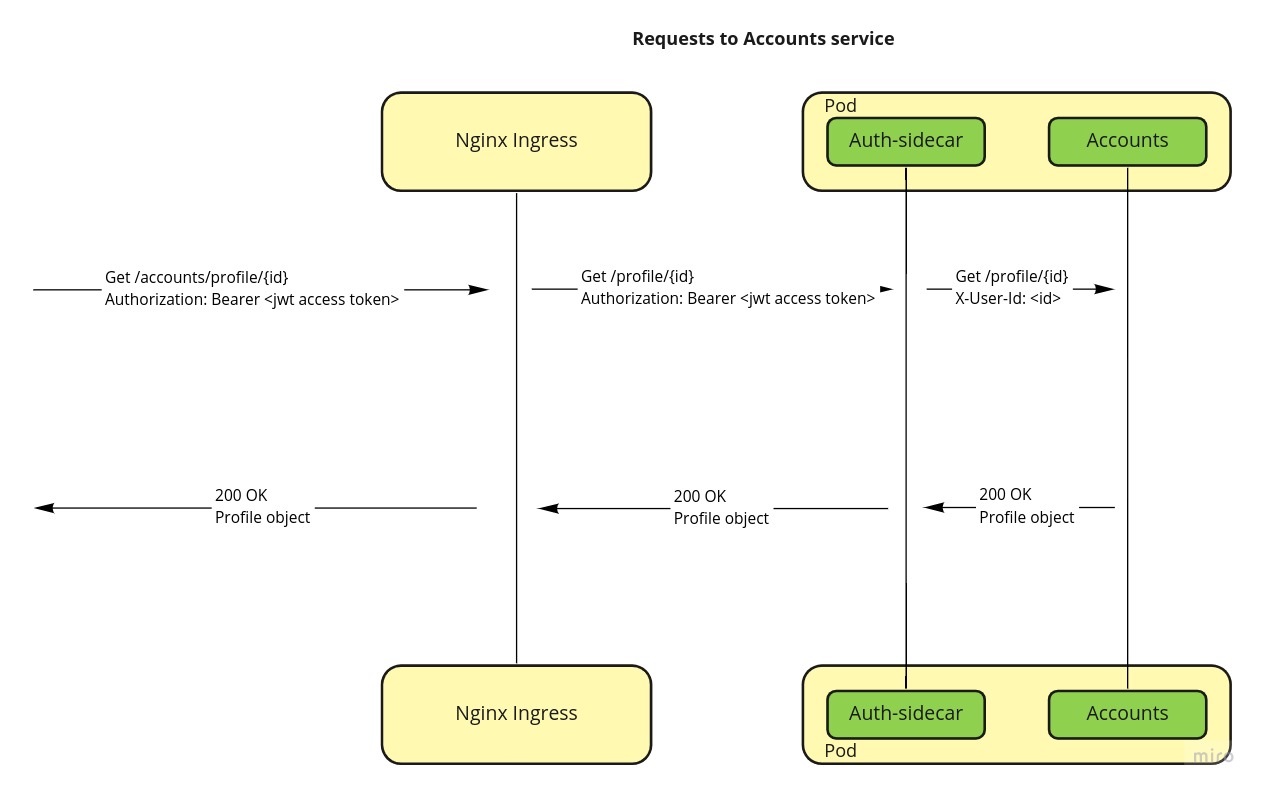 Requests to Accounts service
Nginx Ingress
Pod
Auth-sidecar
Accounts
Get /accounts/profile/{id}
Authorization: Bearer <jwt access token>
Get /profile/{id}
Authorization: Bearer <jwt access token>
Get /profile/{id}
X-User-Id: <id>
200 OK
Profile object
200 OK
Profile object
200 OK
Profile object
Nginx Ingress
Auth-sidecar
Accounts
Pod
miro